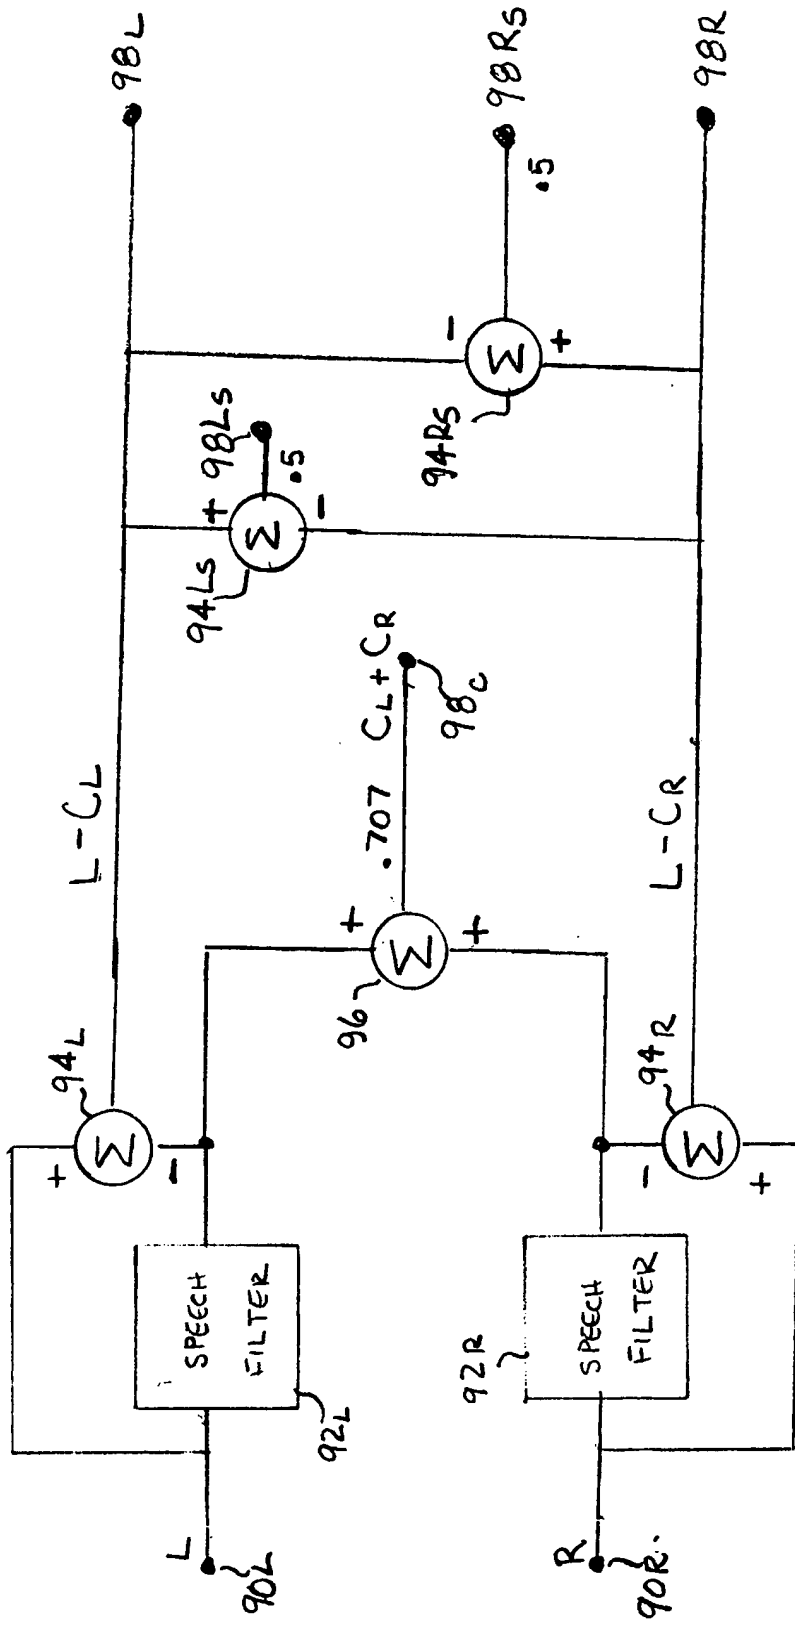 L
90L
SPEECH
FILTER
92L
+
-
94L
L-CL
+
-
94Ls
98Ls
.5
98L
+
+
96
.707 CL+CR
98C
-
+
94Rs
.5
98Rs
R
90R.
92R
SPEECH
FILTER
-
+
94R
L-CR
98R
Σ
Σ
Σ
Σ
Σ